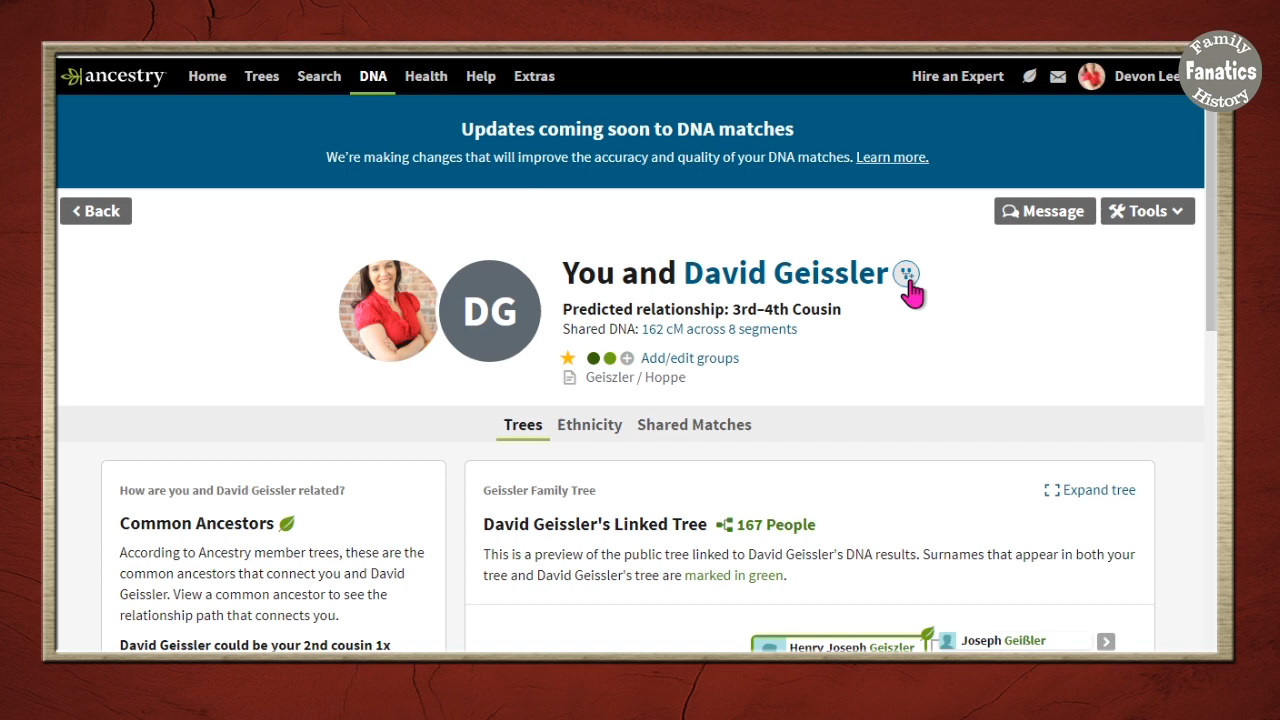 Family
Fanatics
History
ancestry
Home Trees Search DNA Health Help Extras
Hire an Expert
Devon Lee
Updates coming soon to DNA matches
We're making changes that will improve the accuracy and quality of your DNA matches. Learn more.
Back
Message
Tools
You and David Geissler
DG
Predicted relationship: 3rd–4th Cousin
Shared DNA: 162 cM across 8 segments
Add/edit groups
Geiszler / Hoppe
Trees Ethnicity Shared Matches
How are you and David Geissler related?
Common Ancestors
According to Ancestry member trees, these are the
common ancestors that connect you and David
Geissler. View a common ancestor to see the
relationship path that connects you.
David Geissler could be your 2nd cousin 1x
Geissler Family Tree
Expand tree
David Geissler's Linked Tree 167 People
This is a preview of the public tree linked to David Geissler's DNA results. Surnames that appear in both your
tree and David Geissler's tree are marked in green.
Henry Joseph Geiszler
Joseph Geißler